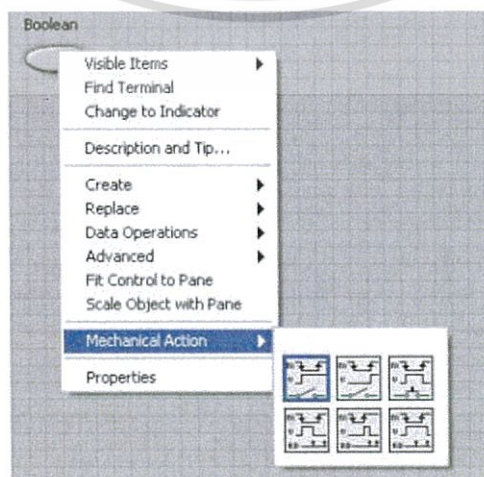 Boolean
Visible Items
Find Terminal
Change to Indicator
Description and Tip...
Create
Replace
Data Operations
Advanced
Fit Control to Pane
Scale Object with Pane
Mechanical Action
Properties